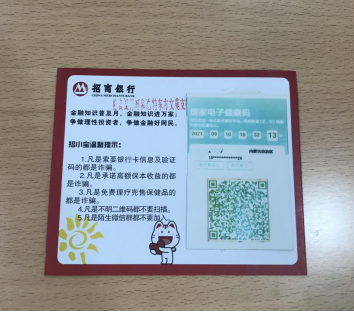 招商银行
CHINA MERCHANTS BANK
金融知识普及月，金融知识进万家；
争做理性投资者，争做金融好网民。
招小宝温馨提示：
1.凡是索要银行卡信息及验证
码的都是诈骗。
2.凡是承诺高额保本收益的都
是诈骗。
3.凡是免费理疗兜售保健品的
都是诈骗。
4.凡是不明二维码都不要扫描。
5.凡是陌生微信群都不要加入
国家电子健康码